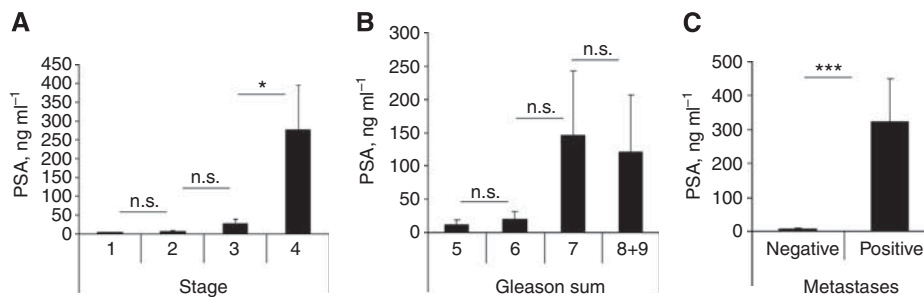 A
PSA, ng ml⁻¹
450
400
350
300
250
200
150
100
50
0
n.s.
n.s.
*
1 2 3 4
Stage
B
PSA, ng ml⁻¹
300
250
200
150
100
50
0
n.s.
n.s.
n.s.
5 6 7 8+9
Gleason sum
C
PSA, ng ml⁻¹
500
400
300
200
100
0
***
Negative Positive
Metastases